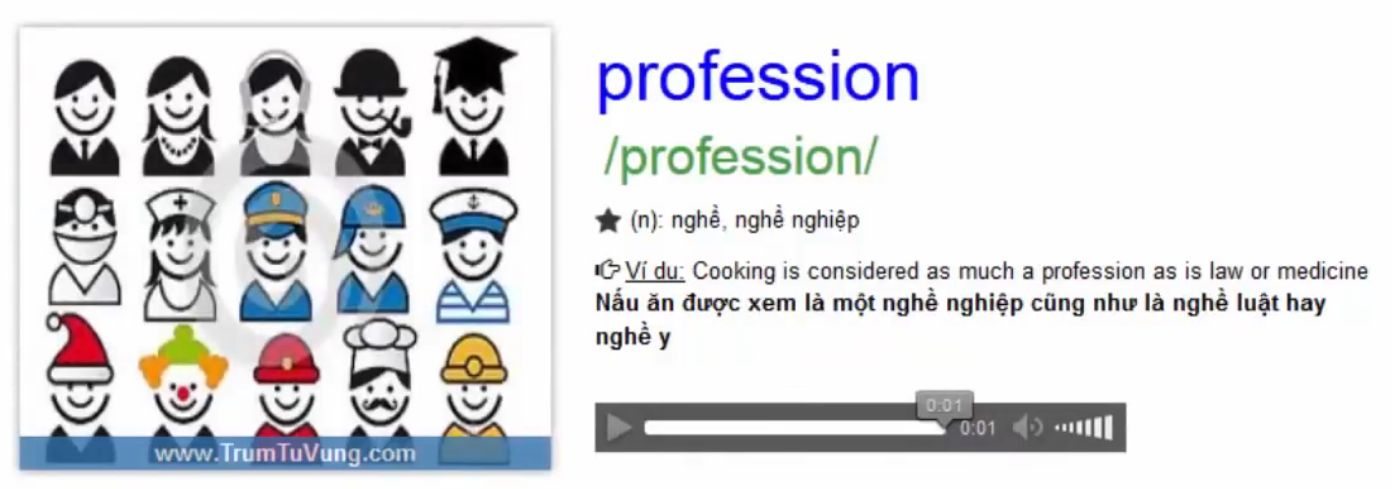 profession
/profession/
(n): nghề, nghề nghiệp
Ví du: Cooking is considered as much a profession as is law or medicine
Nấu ăn được xem là một nghề nghiệp cũng như là nghề luật hay
nghề y
0:01
0:01
www.TrumTuVung.com